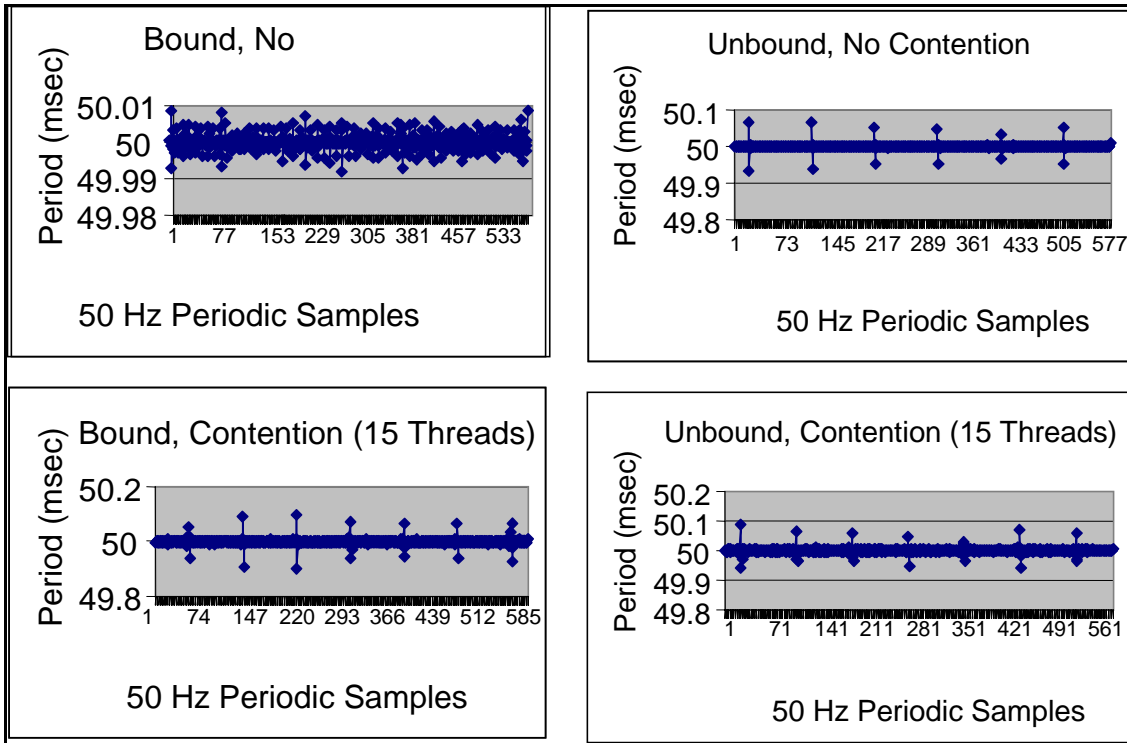 Bound, No
Period (msec)
50.01
50
49.99
49.98
1 77 153 229 305 381 457 533
50 Hz Periodic Samples
Unbound, No Contention
Period (msec)
50.1
50
49.9
49.8
1 73 145 217 289 361 433 505 577
50 Hz Periodic Samples
Bound, Contention (15 Threads)
Period (msec)
50.2
50
49.8
1 74 147 220 293 366 439 512 585
50 Hz Periodic Samples
Unbound, Contention (15 Threads)
Period (msec)
50.2
50.1
50
49.9
49.8
1 71 141 211 281 351 421 491 561
50 Hz Periodic Samples